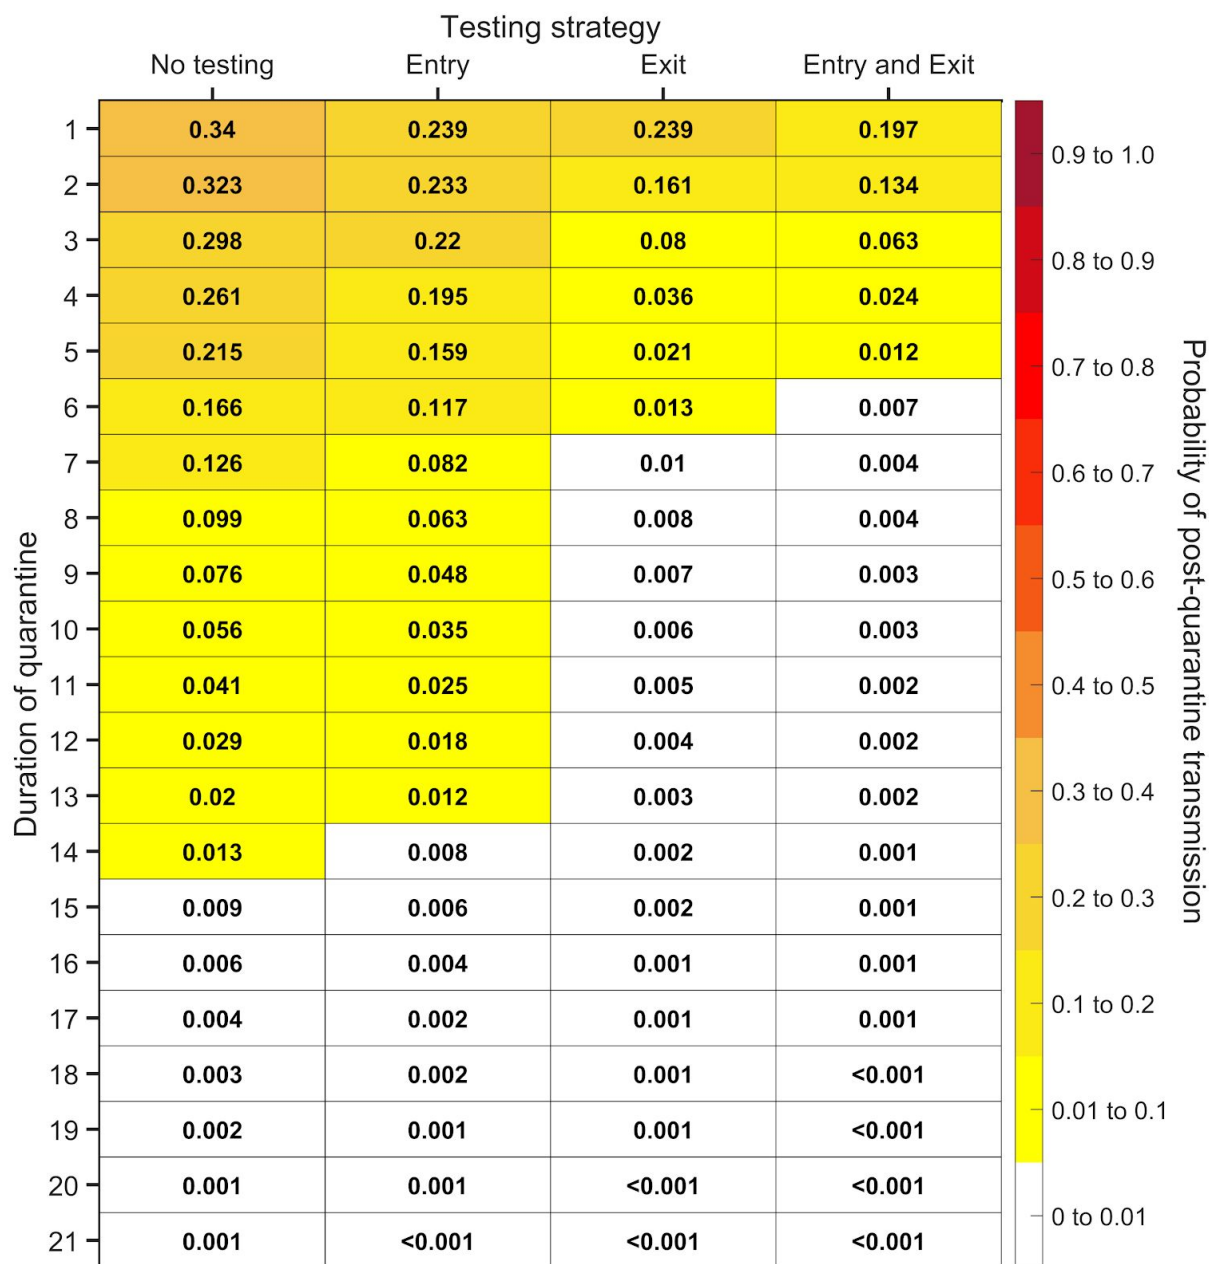 Testing strategy
No testing Entry Exit Entry and Exit
1 0.34 0.239 0.239 0.197
2 0.323 0.233 0.161 0.134
3 0.298 0.22 0.08 0.063
4 0.261 0.195 0.036 0.024
5 0.215 0.159 0.021 0.012
6 0.166 0.117 0.013 0.007
7 0.126 0.082 0.01 0.004
8 0.099 0.063 0.008 0.004
9 0.076 0.048 0.007 0.003
10 0.056 0.035 0.006 0.003
11 0.041 0.025 0.005 0.002
12 0.029 0.018 0.004 0.002
13 0.02 0.012 0.003 0.002
14 0.013 0.008 0.002 0.001
15 0.009 0.006 0.002 0.001
16 0.006 0.004 0.001 0.001
17 0.004 0.002 0.001 0.001
18 0.003 0.002 0.001 <0.001
19 0.002 0.001 0.001 <0.001
20 0.001 0.001 <0.001 <0.001
21 0.001 <0.001 <0.001 <0.001
Duration of quarantine
0.9 to 1.0
0.8 to 0.9
0.7 to 0.8
0.6 to 0.7
0.5 to 0.6
0.4 to 0.5
0.3 to 0.4
0.2 to 0.3
0.1 to 0.2
0.01 to 0.1
0 to 0.01
Probability of post-quarantine transmission